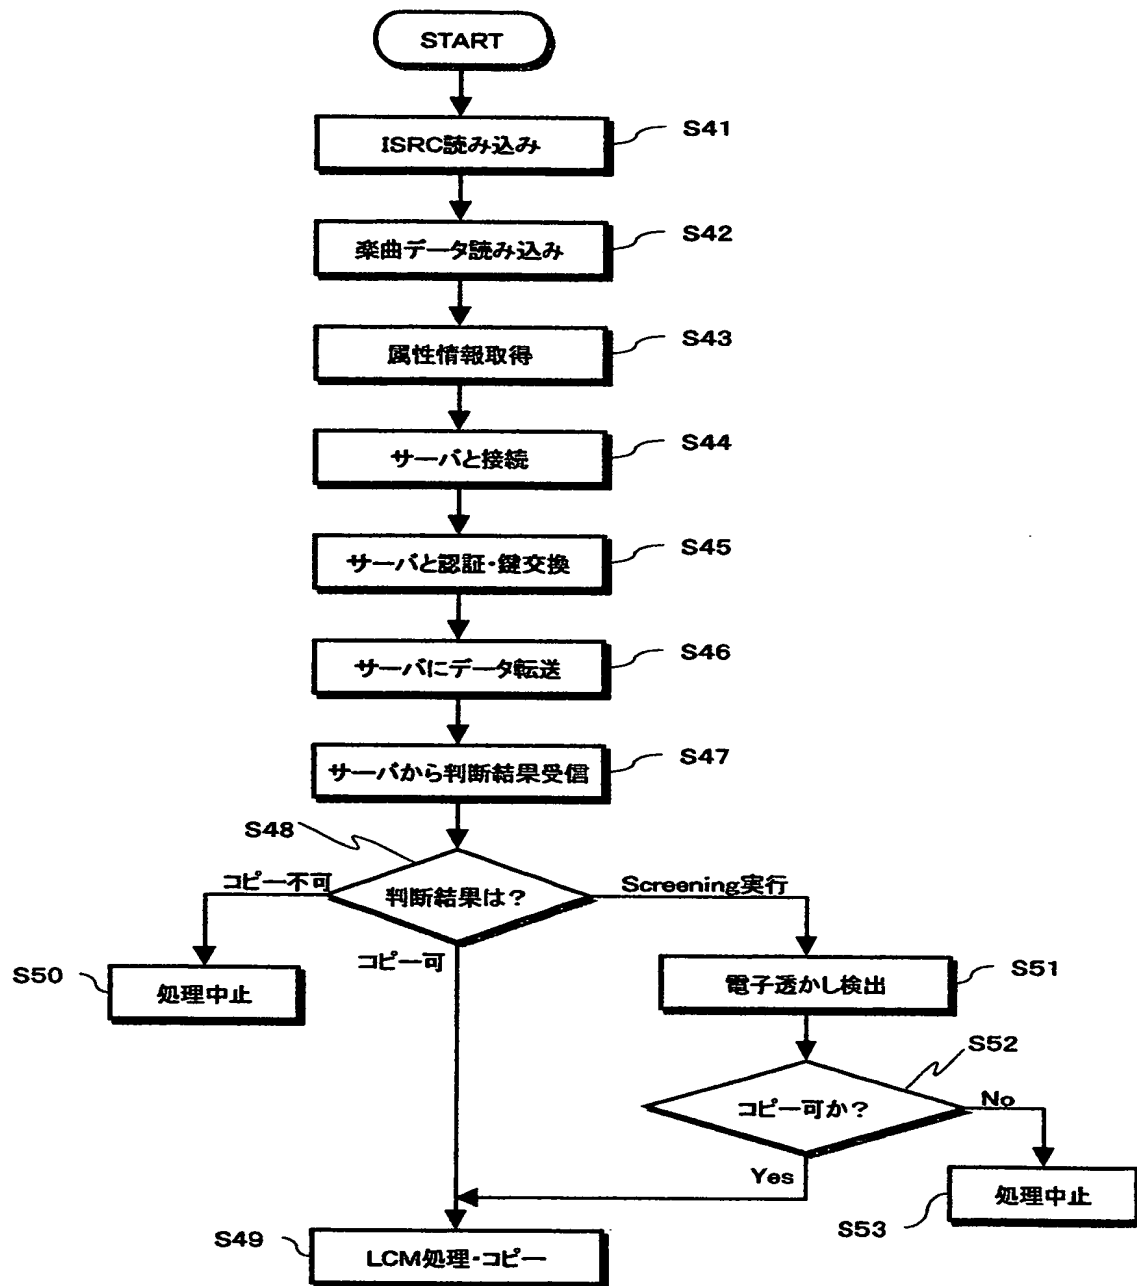 START
ISRC読み込み
S41
楽曲データ読み込み
S42
属性情報取得
S43
サーバと接続
S44
サーバと認証・鍵交換
S45
サーバにデータ転送
S46
サーバから判断結果受信
S47
S48
判断結果は?
コピー不可
コピー可
Screening実行
S50
処理中止
電子透かし検出
S51
S52
コピー可か?
No
Yes
処理中止
S53
S49
LCM処理・コピー